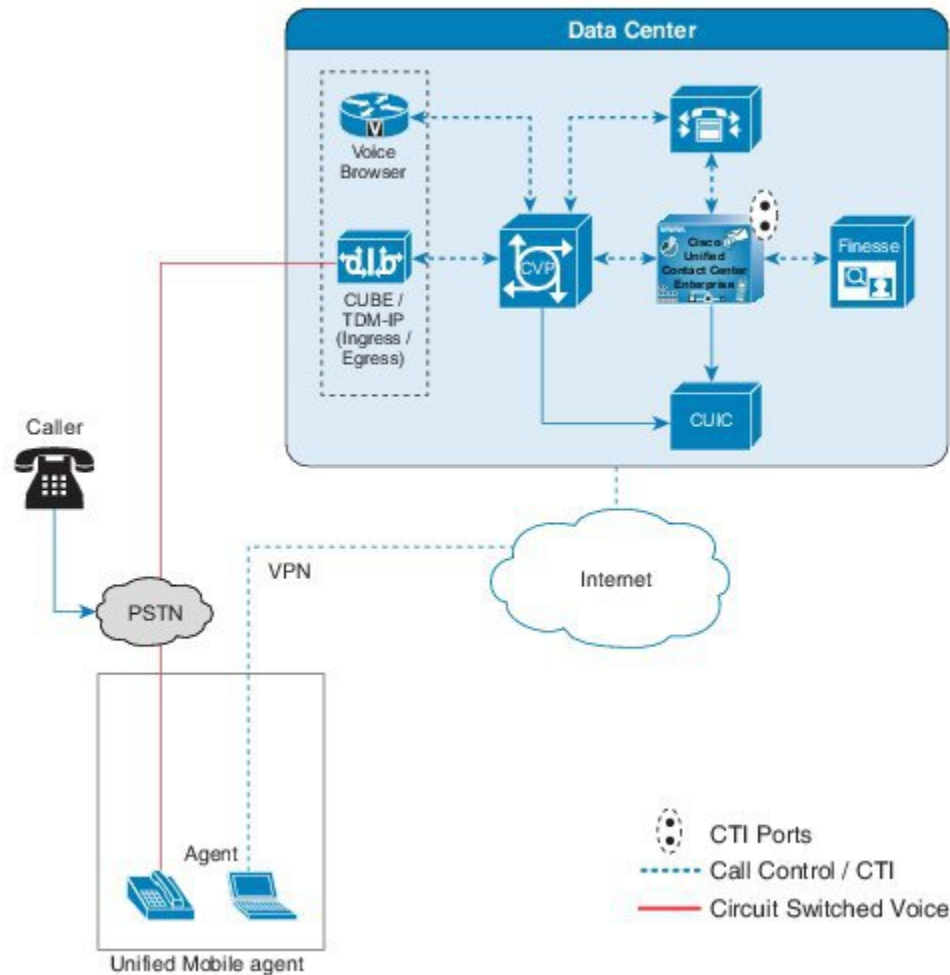 Data Center
V
Voice
Browser
CVP
Cisco
Unified
Contact Center
Enterprise
Finesse
CUBE /
TDM-IP
(Ingress /
Egress)
CUIC
Caller
VPN
Internet
PSTN
Agent
CTI Ports
Call Control / CTI
Circuit Switched Voice
Unified Mobile agent